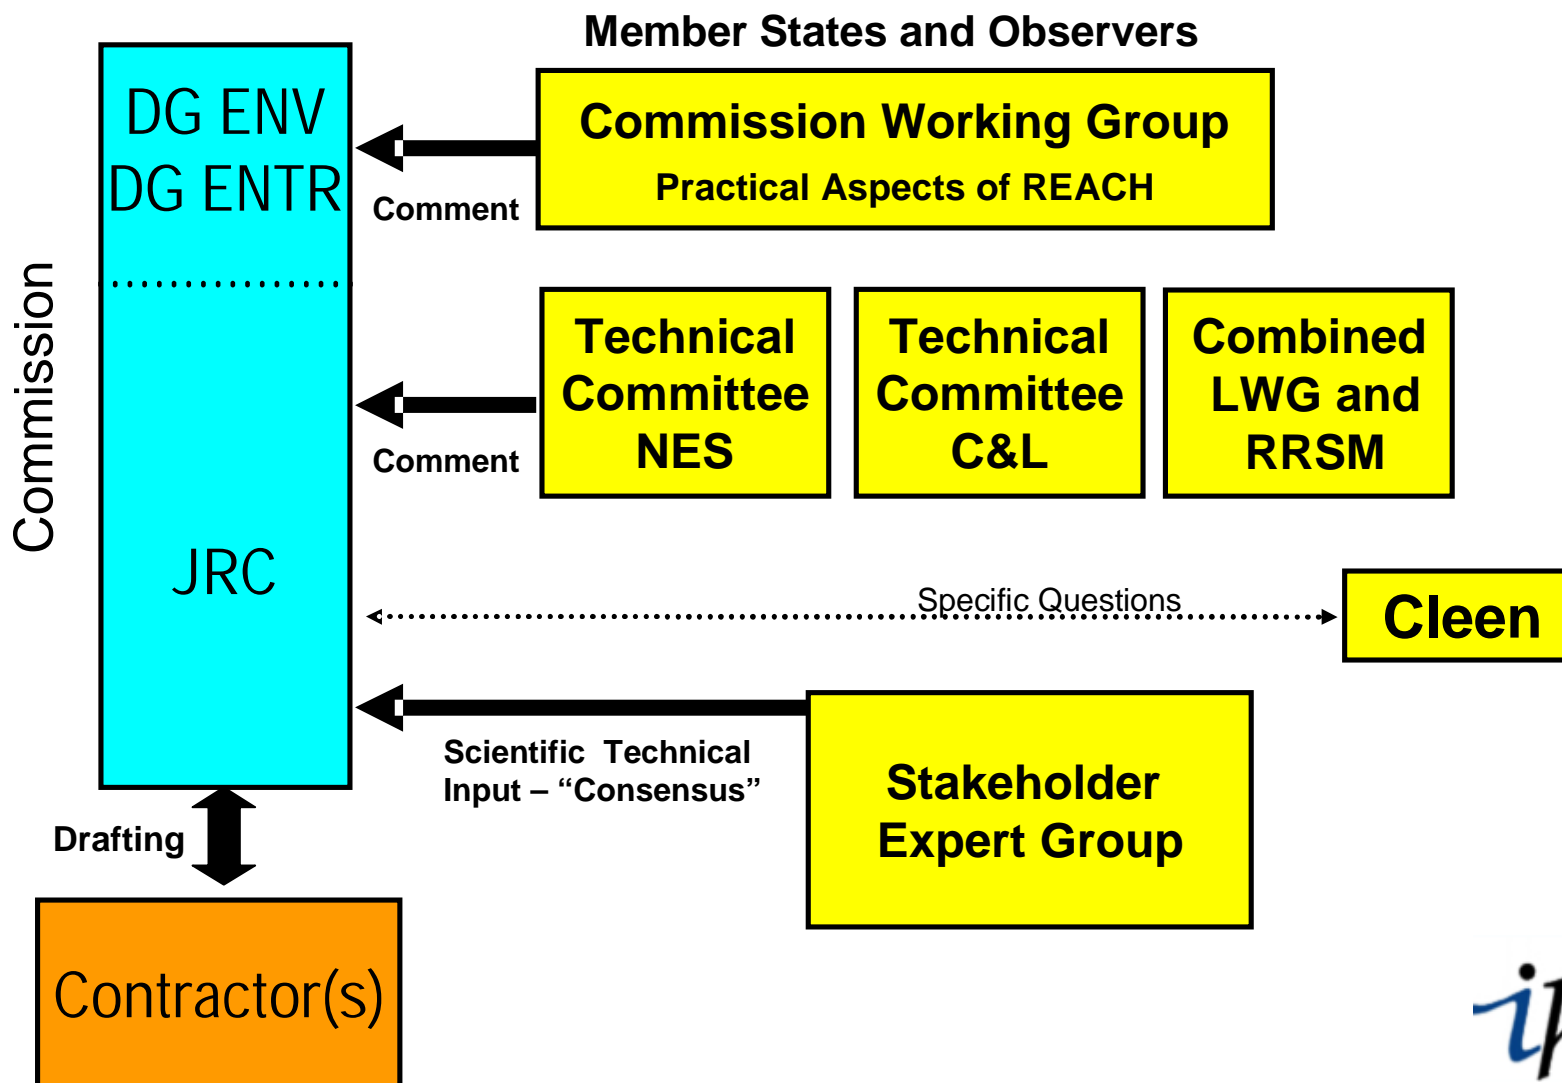 Member States and Observers
DG ENV
DG ENTR
Commission Working Group
Practical Aspects of REACH
Comment
Commission
Technical
Committee
NES
Technical
Committee
C&L
Combined
LWG and
RRSM
Comment
JRC
Specific Questions
Cleen
Scientific Technical
Input – “Consensus”
Stakeholder
Expert Group
Drafting
Contractor(s)